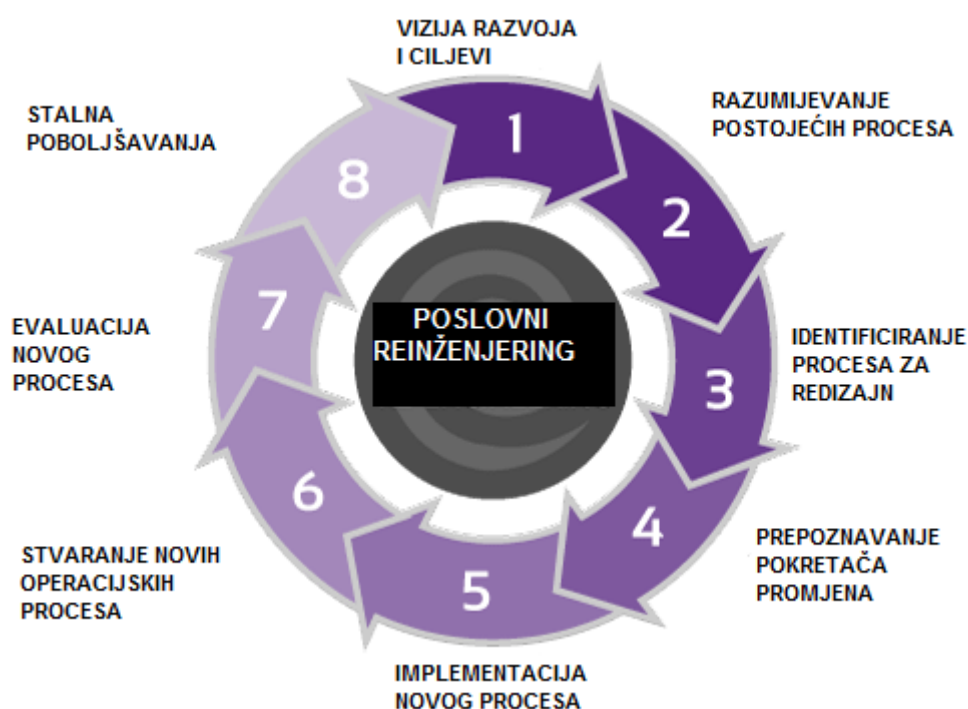 VIZIJA RAZVOJA
I CILJEVI
1
RAZUMIJEVANJE
POSTOJEĆIH PROCESA
2
IDENTIFICIRANJE
PROCESA ZA
REDIZAJN
3
PREPOZNAVANJE
POKRETAČA
PROMJENA
4
IMPLEMENTACIJA
NOVOG PROCESA
5
STVARANJE NOVIH
OPERACIJSKIH
PROCESA
6
EVALUACIJA
NOVOG
PROCESA
7
STALNA
POBOLJŠAVANJA
8
POSLOVNI
REINŽENJERING